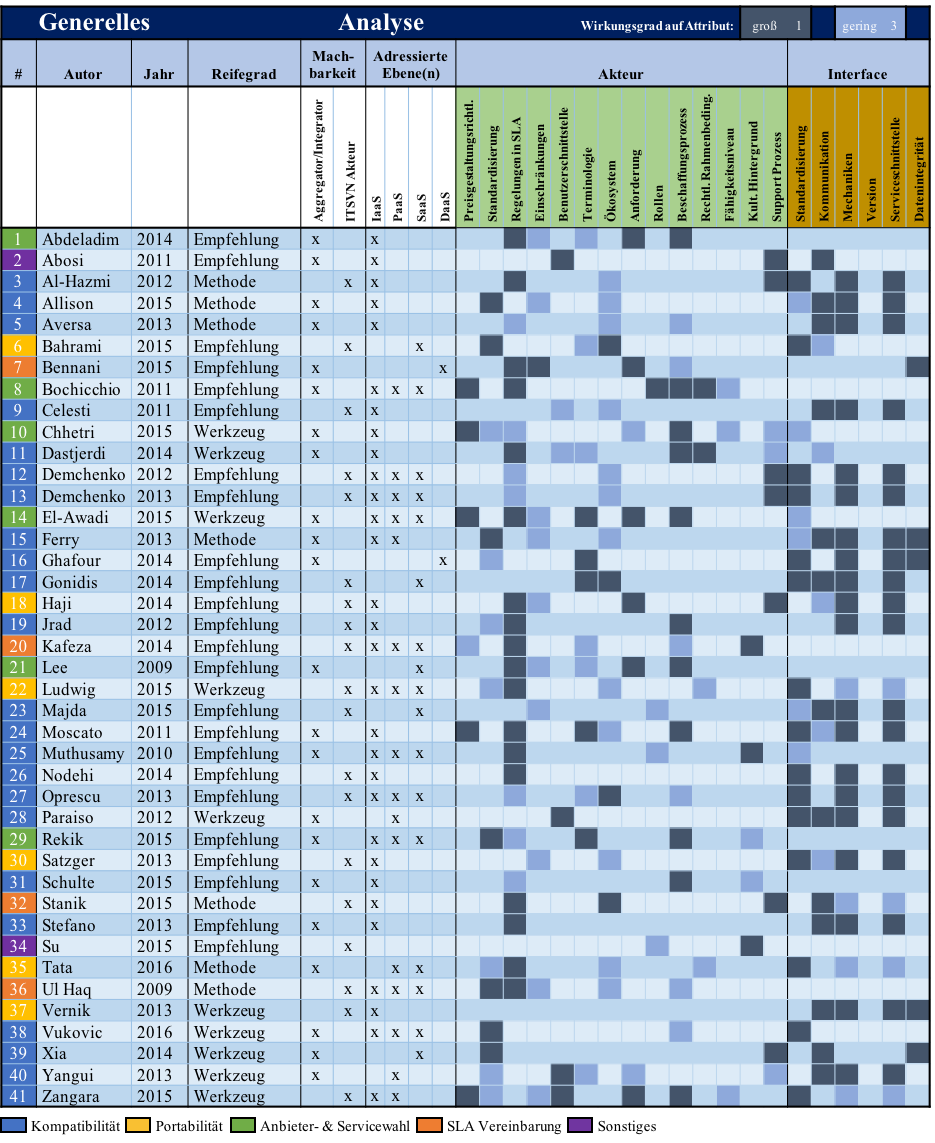 Generelles Analyse Wirkungsgrad auf Attribut: groß 1 gering 3
# Autor Jahr Reifegrad Mach-barkeit Adressierte Ebene(n) Akteur Interface
Aggregator/Integrator ITSVN Akteur IaaS PaaS SaaS DaaS Preisgestaltungsrichtl. Standardisierung Regelungen in SLA Einschränkungen Benutzerschnittstelle Terminologie Ökosystem Anforderung Rollen Beschaffungsprozess Rechtl. Rahmenbeding. Fähigkeitsniveau Kult. Hintergrund Support Prozess Standardisierung Kommunikation Mechaniken Version Serviceschnittstelle Datenintegrität
1 Abdeladim 2014 Empfehlung x x
2 Abosi 2011 Empfehlung x x
3 Al-Hazmi 2012 Methode x x
4 Allison 2015 Methode x x
5 Aversa 2013 Methode x x
6 Bahrami 2015 Empfehlung x x
7 Bennani 2015 Empfehlung x x
8 Bochicchio 2011 Empfehlung x x x x
9 Celesti 2011 Empfehlung x x
10 Chhetri 2015 Werkzeug x x
11 Dastjerdi 2014 Werkzeug x x
12 Demchenko 2012 Empfehlung x x x x
13 Demchenko 2013 Empfehlung x x x x
14 El-Awadi 2015 Werkzeug x x x x
15 Ferry 2013 Methode x x x
16 Ghafour 2014 Empfehlung x x
17 Gonidis 2014 Empfehlung x x
18 Haji 2014 Empfehlung x x
19 Jrad 2012 Empfehlung x x
20 Kafeza 2014 Empfehlung x x x x
21 Lee 2009 Empfehlung x x
22 Ludwig 2015 Werkzeug x x x x
23 Majda 2015 Empfehlung x x
24 Moscato 2011 Empfehlung x x
25 Muthusamy 2010 Empfehlung x x x x
26 Nodehi 2014 Empfehlung x x
27 Oprescu 2013 Empfehlung x x x x
28 Paraiso 2012 Werkzeug x x
29 Rekik 2015 Empfehlung x x x x
30 Satzger 2013 Empfehlung x x
31 Schulte 2015 Empfehlung x x
32 Stanik 2015 Methode x x
33 Stefano 2013 Empfehlung x x
34 Su 2015 Empfehlung x
35 Tata 2016 Methode x x x
36 Ul Haq 2009 Methode x x x x
37 Vernik 2013 Werkzeug x x
38 Vukovic 2016 Werkzeug x x x x
39 Xia 2014 Werkzeug x x
40 Yangui 2013 Werkzeug x x
41 Zangara 2015 Werkzeug x x x
Kompatibilität Portabilität Anbieter- & Servicewahl SLA Vereinbarung Sonstiges